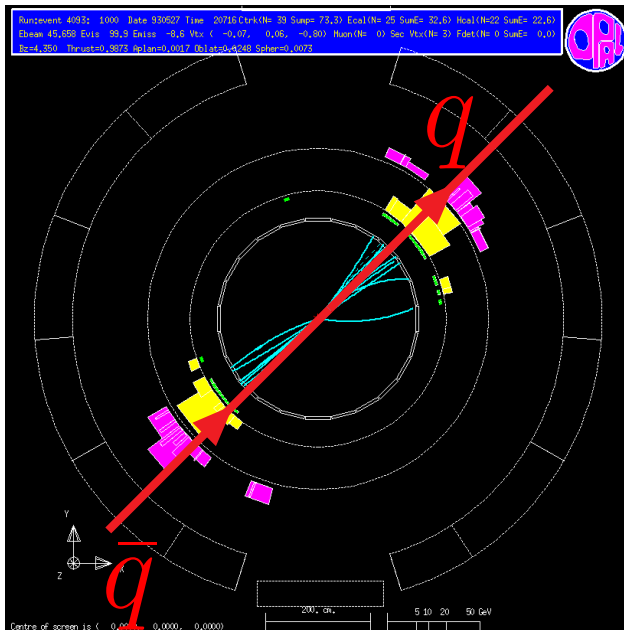 Run:event 4093: 1000 Date 930527 Time 20716 Ctrk(N= 39 Sump= 73.3) Ecal(N= 25 SumE= 32.6) Hcal(N=22 SumE= 22.6)
Ebeam 45.658 Evis 99.9 Emiss -8.6 Vtx ( -0.07, 0.06, -0.80) Muon(N= 0) Sec Vtx(N= 3) Fdet(N= 0 SumE= 0.0)
Bz=4.350 Thrust=0.9873 Aplan=0.0017 Oblat=0.0248 Spher=0.0073
OPAL
q
q̅
Y
X
Z
200. cm.
5 10 20 50 GeV
Centre of screen is ( 0.0000, 0.0000, 0.0000)